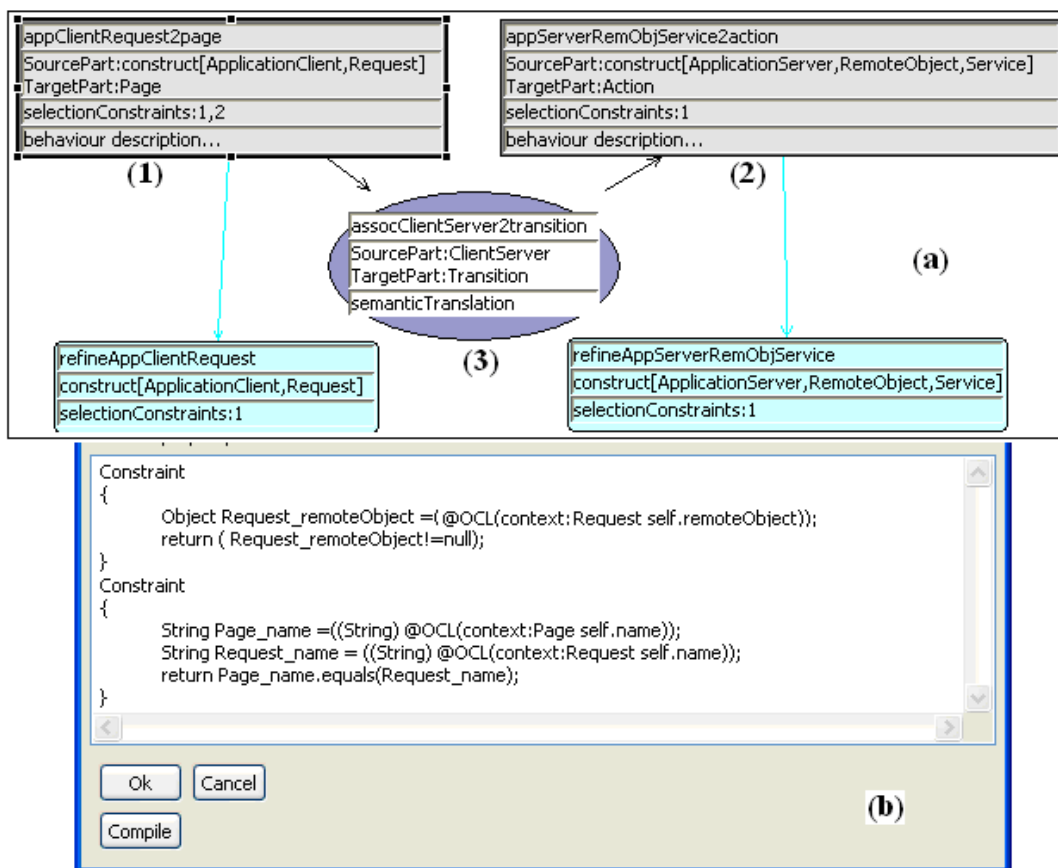 appClientRequest2page
SourcePart:construct[ApplicationClient,Request]
TargetPart:Page
selectionConstraints:1,2
behaviour description...
(1)
appServerRemObjService2action
SourcePart:construct[ApplicationServer,RemoteObject,Service]
TargetPart:Action
selectionConstraints:1
behaviour description...
(2)
assocClientServer2transition
SourcePart:ClientServer
TargetPart:Transition
semanticTranslation
(3)
(a)
refineAppClientRequest
construct[ApplicationClient,Request]
selectionConstraints:1
refineAppServerRemObjService
construct[ApplicationServer,RemoteObject,Service]
selectionConstraints:1
Constraint
{
Object Request_remoteObject =( @OCL(context:Request self.remoteObject));
return ( Request_remoteObject!=null);
}
Constraint
{
String Page_name =((String) @OCL(context:Page self.name));
String Request_name = ((String) @OCL(context:Request self.name));
return Page_name.equals(Request_name);
}
Ok
Cancel
Compile
(b)